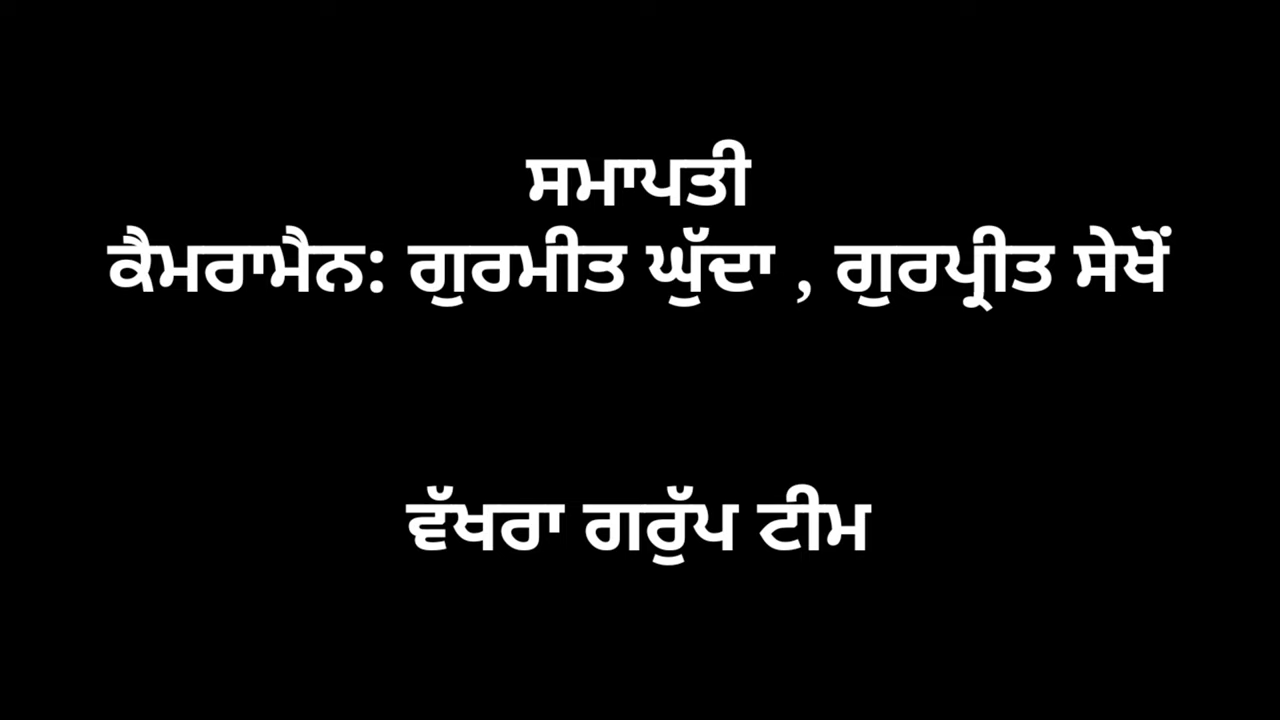 ਸਮਾਪਤੀ
ਕੈਮਰਾਮੈਨ: ਗੁਰਮੀਤ ਘੁੱਦਾ , ਗੁਰਪ੍ਰੀਤ ਸੇਖੋਂ
ਵੱਖਰਾ ਗਰੁੱਪ ਟੀਮ